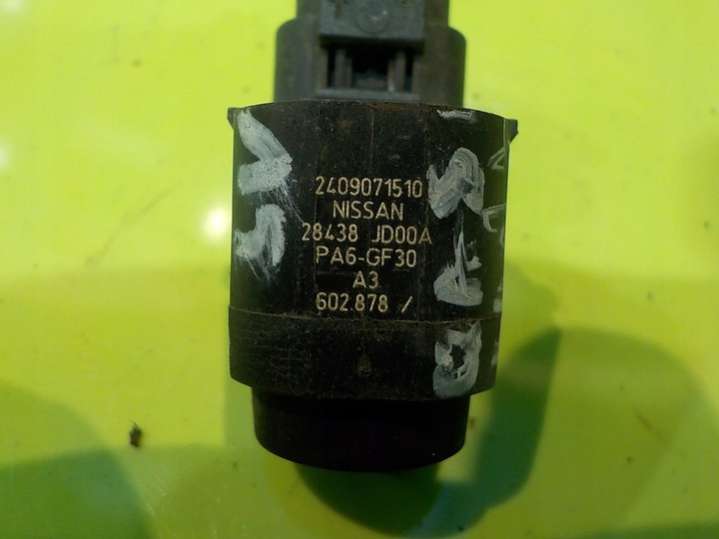 2409071510
NISSAN
28438 JD00A
PA6-GF30
A3
602.878 /